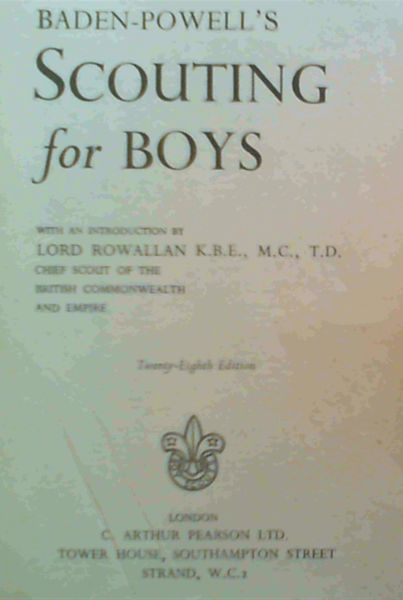 BADEN-POWELL'S
SCOUTING
for BOYS
WITH AN INTRODUCTION BY
LORD ROWALLAN K.B.E., M.C., T.D.
CHIEF SCOUT OF THE
BRITISH COMMONWEALTH
AND EMPIRE
Twenty-Eighth Edition
LONDON
C. ARTHUR PEARSON LTD.
TOWER HOUSE, SOUTHAMPTON STREET
STRAND, W.C.2